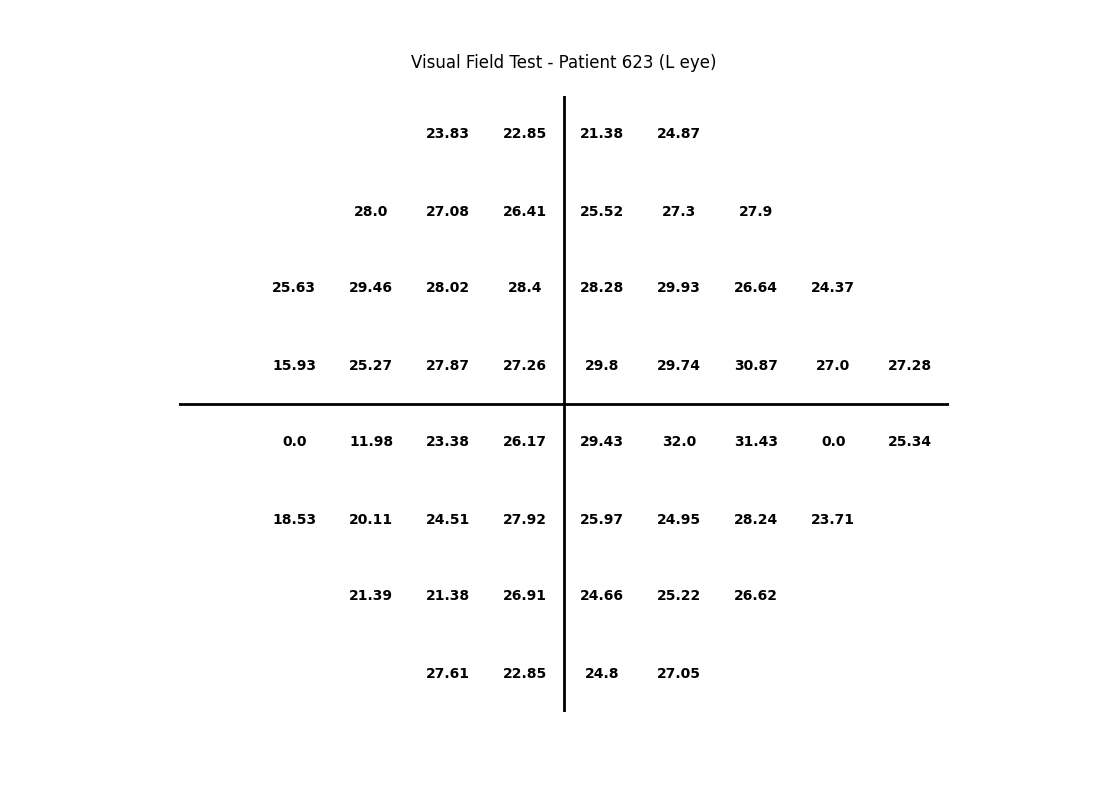 Visual Field Test - Patient 623 (L eye)
23.83 22.85 21.38 24.87
28.0 27.08 26.41 25.52 27.3 27.9
25.63 29.46 28.02 28.4 28.28 29.93 26.64 24.37
15.93 25.27 27.87 27.26 29.8 29.74 30.87 27.0 27.28
0.0 11.98 23.38 26.17 29.43 32.0 31.43 0.0 25.34
18.53 20.11 24.51 27.92 25.97 24.95 28.24 23.71
21.39 21.38 26.91 24.66 25.22 26.62
27.61 22.85 24.8 27.05